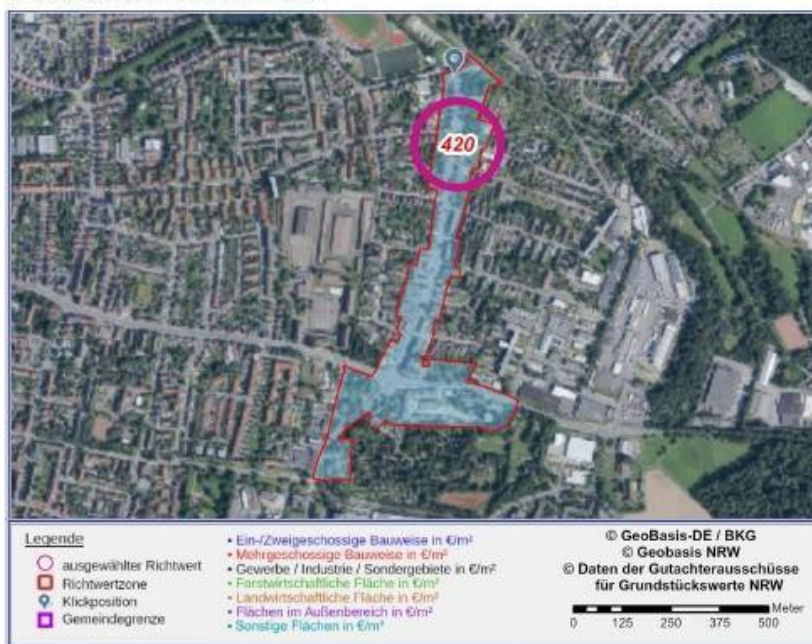 420
Legende
ausgewählter Richtwert
Richtwertzone
Klickposition
Gemeindegrenze
• Ein-/Zweigeschossige Bauweise in €/m²
• Mehrgeschossige Bauweise in €/m²
• Gewerbe / Industrie / Sondergebiete in €/m²
• Forstwirtschaftliche Fläche in €/m²
• Landwirtschaftliche Fläche in €/m²
• Flächen im Außenbereich in €/m²
• Sonstige Flächen in €/m²
© GeoBasis-DE / BKG
© Geobasis NRW
© Daten der Gutachterausschüsse
für Grundstückswerte NRW
Meter
0 125 250 375 500